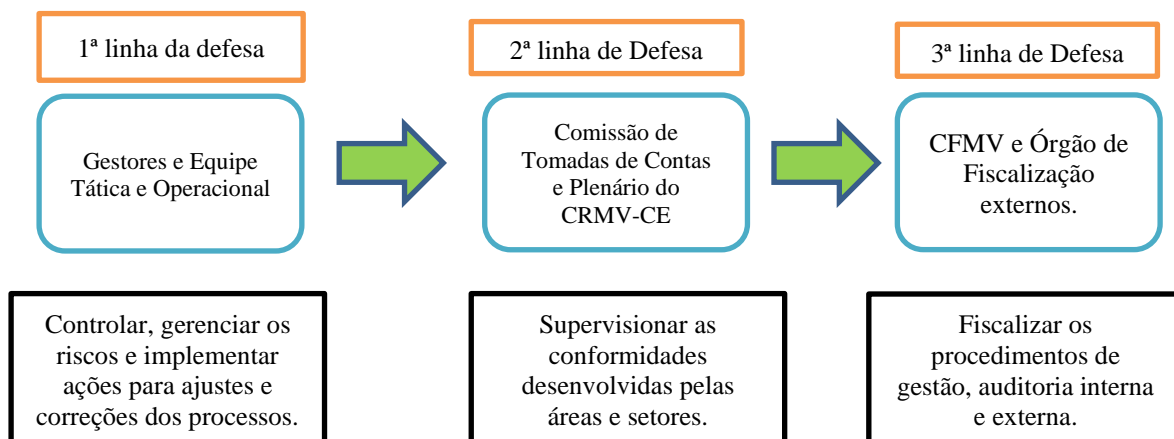 1ª linha da defesa
2ª linha de Defesa
3ª linha de Defesa
Gestores e Equipe
Tática e Operacional
Comissão de
Tomadas de Contas
e Plenário do
CRMV-CE
CFMV e Órgão de
Fiscalização
externos.
Controlar, gerenciar os
riscos e implementar
ações para ajustes e
correções dos processos.
Supervisionar as
conformidades
desenvolvidas pelas
áreas e setores.
Fiscalizar os
procedimentos de
gestão, auditoria interna
e externa.